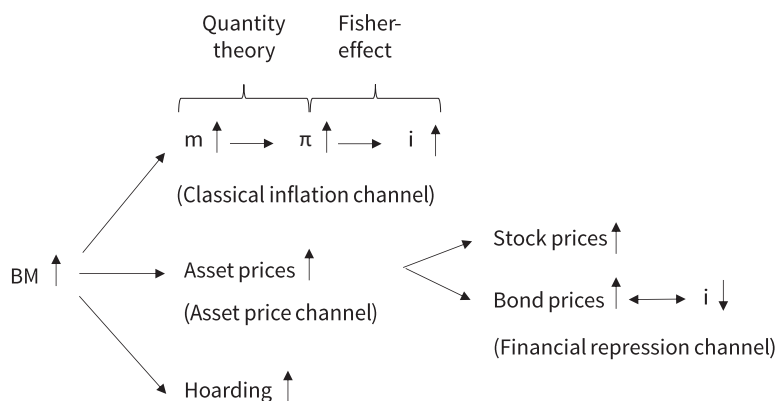 Quantity theory
Fisher-effect
m ↑ → π ↑ → i ↑
(Classical inflation channel)
BM ↑
Asset prices ↑
(Asset price channel)
Stock prices ↑
Bond prices ↑ ↔ i ↓
(Financial repression channel)
Hoarding ↑